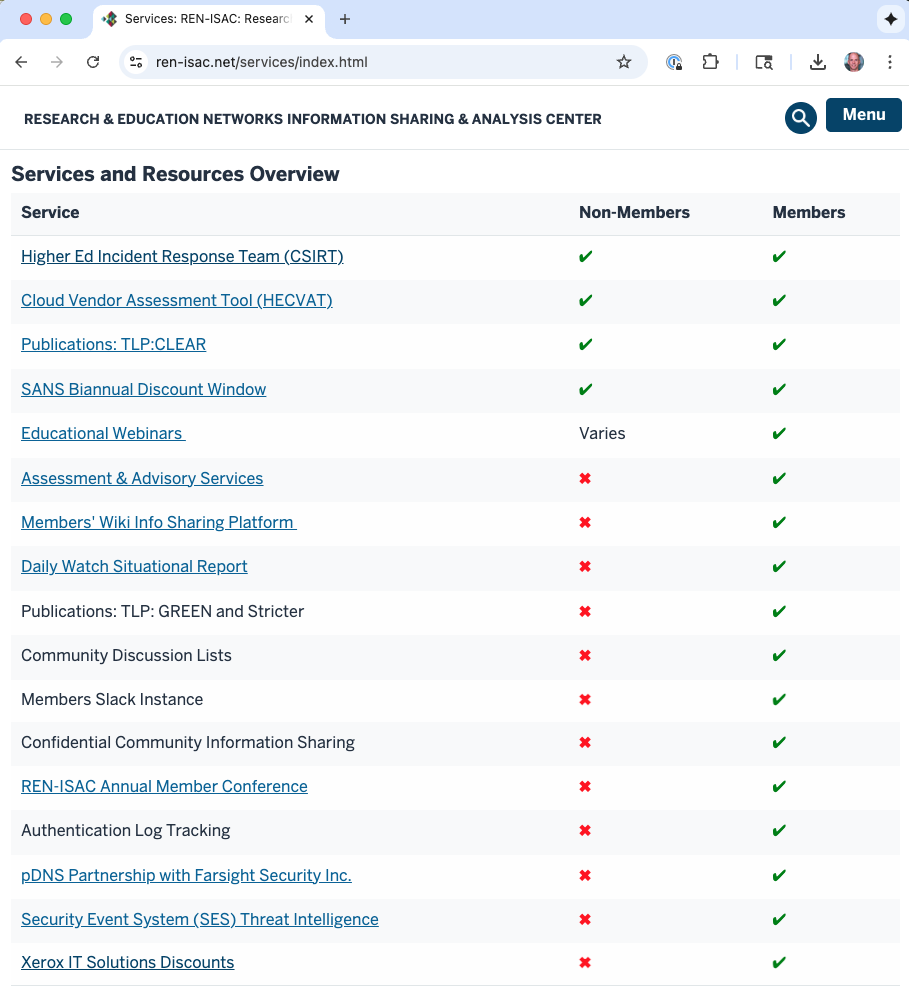 Services: REN-ISAC: Researc
ren-isac.net/services/index.html
RESEARCH & EDUCATION NETWORKS INFORMATION SHARING & ANALYSIS CENTER
Menu
Services and Resources Overview
Service Non-Members Members
Higher Ed Incident Response Team (CSIRT) ✔ ✔
Cloud Vendor Assessment Tool (HECVAT) ✔ ✔
Publications: TLP:CLEAR ✔ ✔
SANS Biannual Discount Window ✔ ✔
Educational Webinars Varies ✔
Assessment & Advisory Services ✖ ✔
Members' Wiki Info Sharing Platform ✖ ✔
Daily Watch Situational Report ✖ ✔
Publications: TLP: GREEN and Stricter ✖ ✔
Community Discussion Lists ✖ ✔
Members Slack Instance ✖ ✔
Confidential Community Information Sharing ✖ ✔
REN-ISAC Annual Member Conference ✖ ✔
Authentication Log Tracking ✖ ✔
pDNS Partnership with Farsight Security Inc. ✖ ✔
Security Event System (SES) Threat Intelligence ✖ ✔
Xerox IT Solutions Discounts ✖ ✔